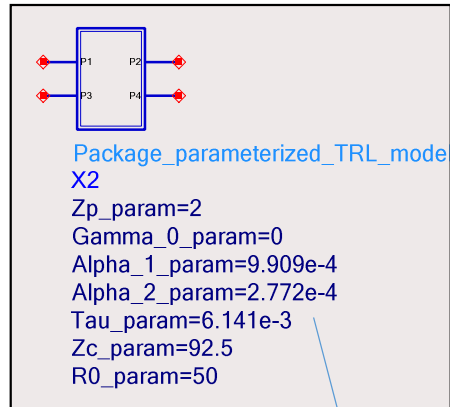 P1 P2
P3 P4
Package_parameterized_TRL_model
X2
Zp_param=2
Gamma_0_param=0
Alpha_1_param=9.909e-4
Alpha_2_param=2.772e-4
Tau_param=6.141e-3
Zc_param=92.5
R0_param=50